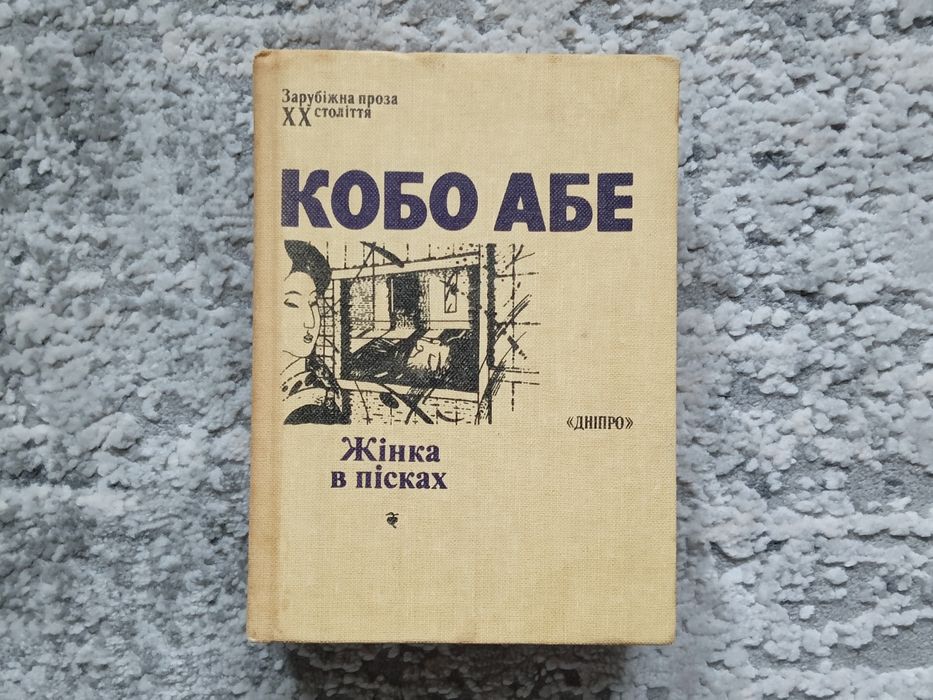 Зарубіжна проза
XX століття
КОБО АБЕ
«ДНІПРО»
Жінка
в пісках